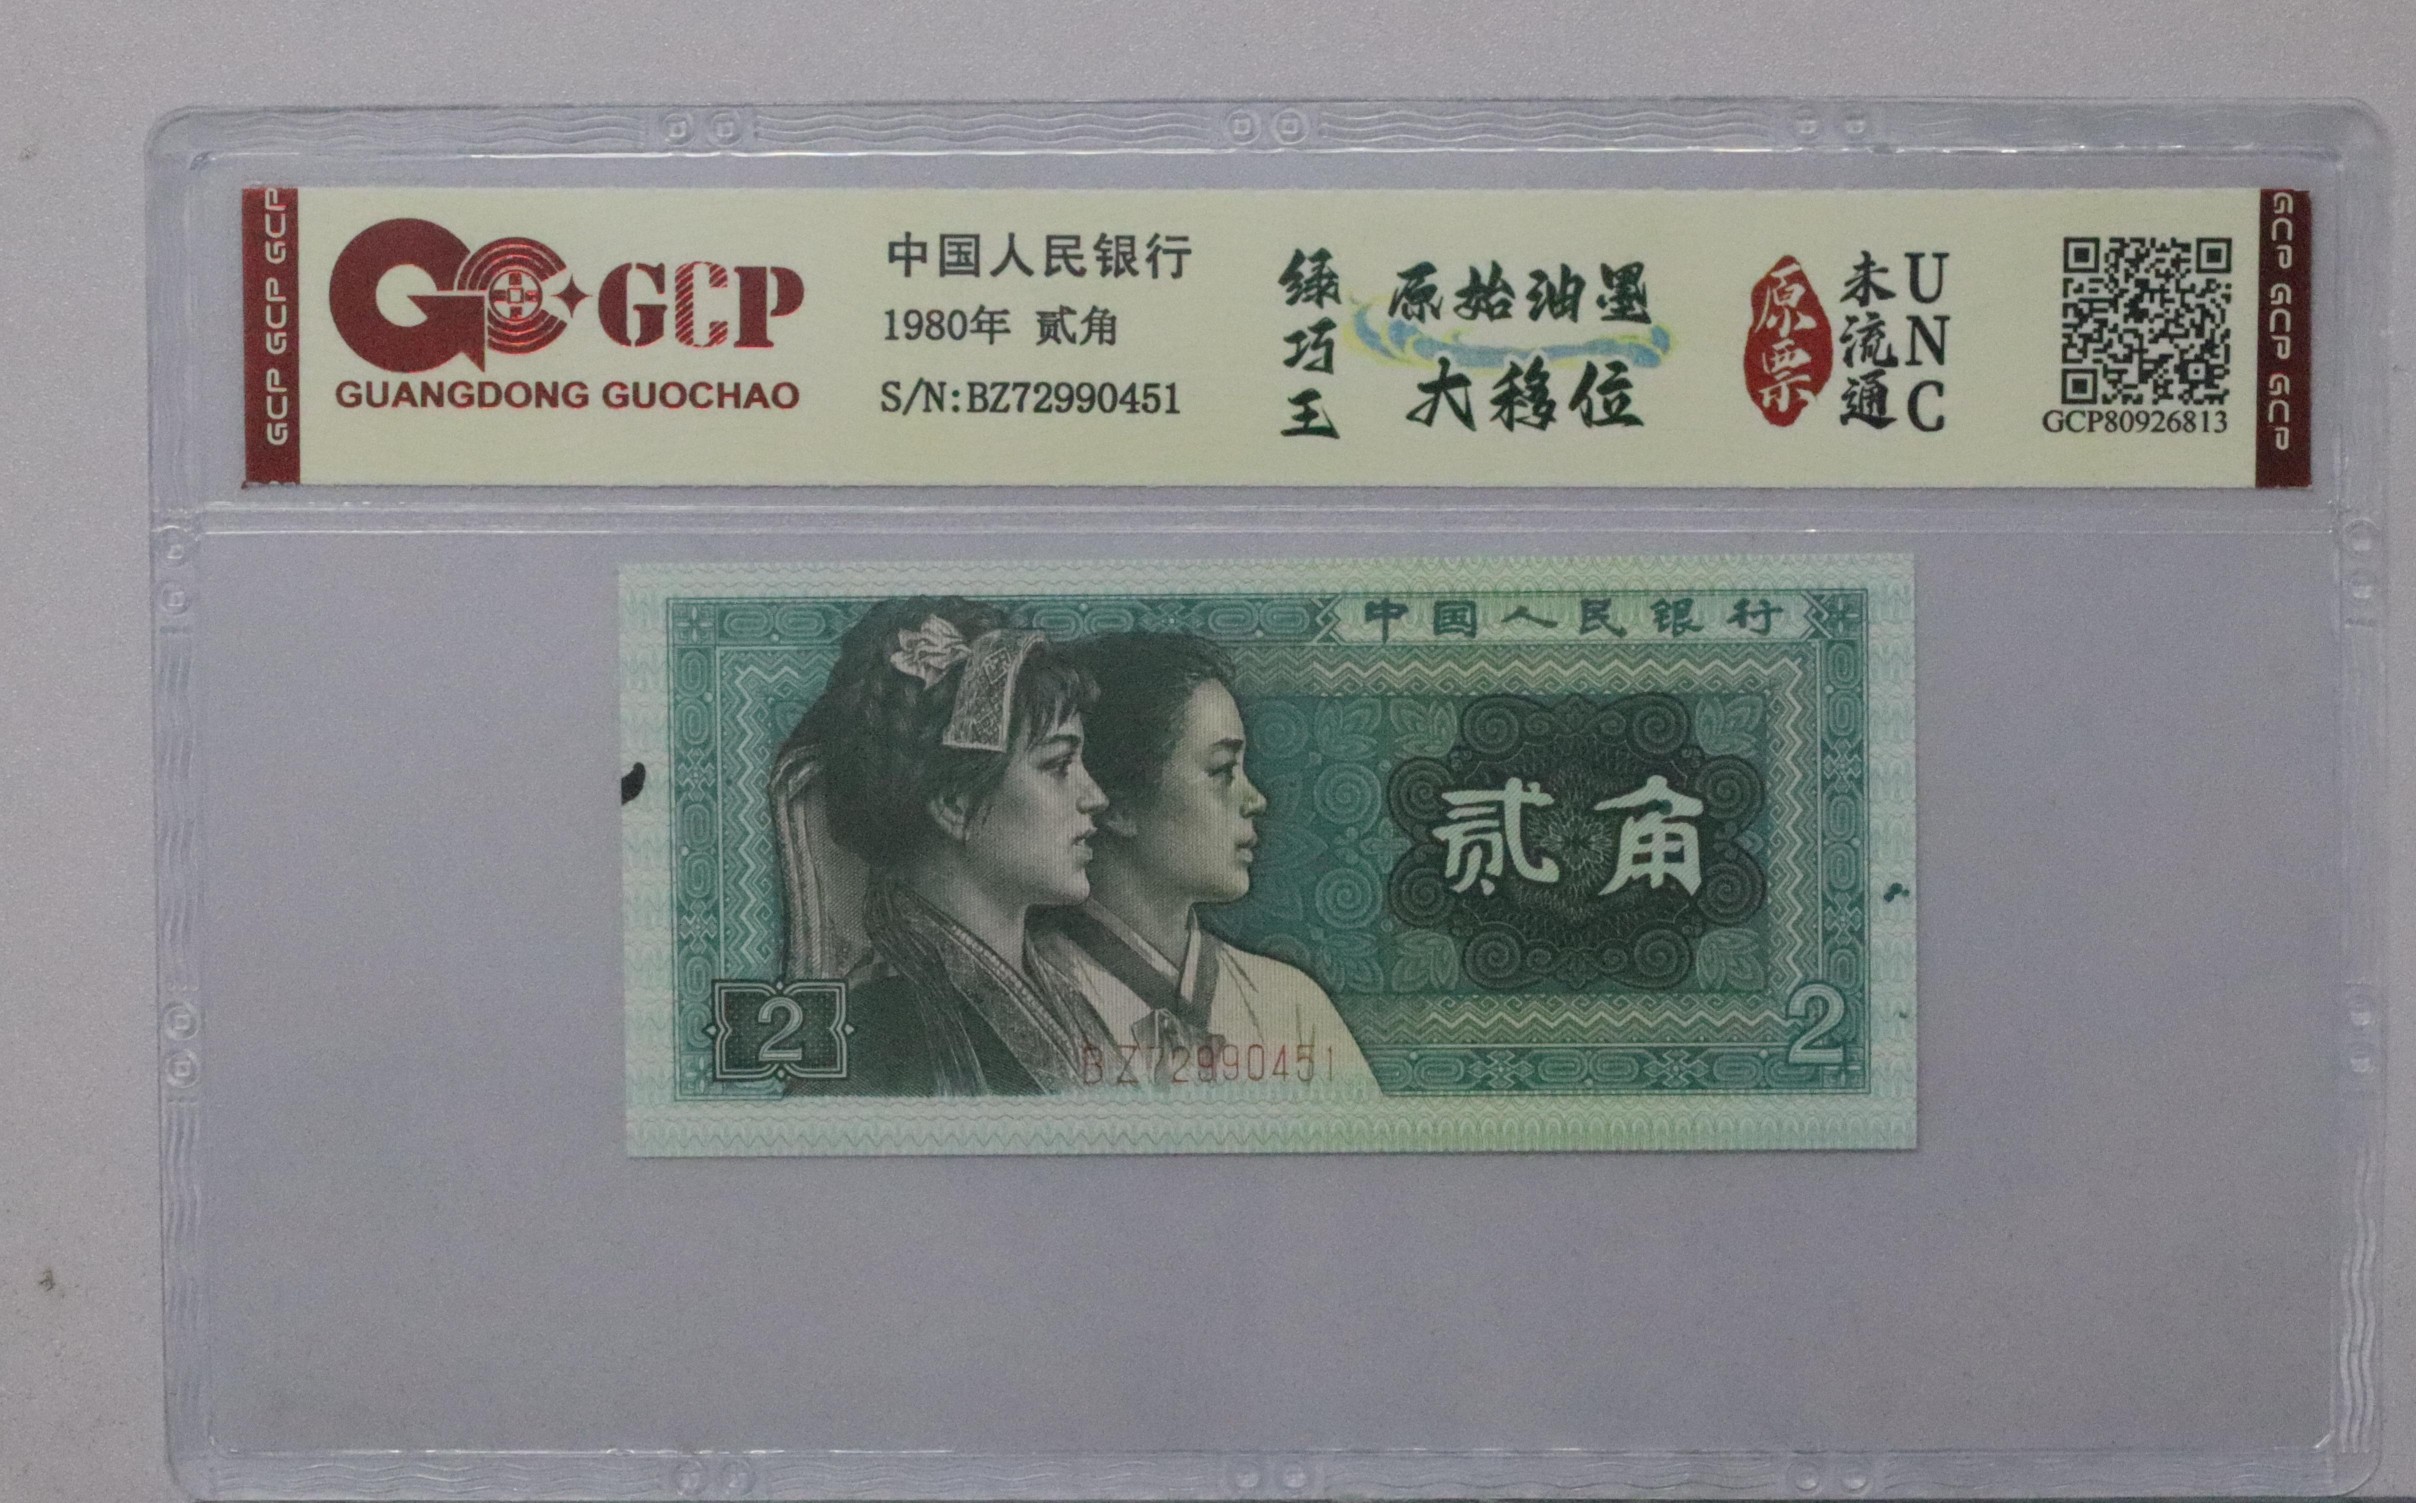 GCP GCP GCP
GCP
GUANGDONG GUOCHAO
中国人民银行
1980年 贰角
S/N:BZ72990451
绿巧王
原始油墨
大移位
原票
未流通
UNC
GCP80926813
GCP GCP GCP
中国人民银行
贰角
2
2
BZ72990451